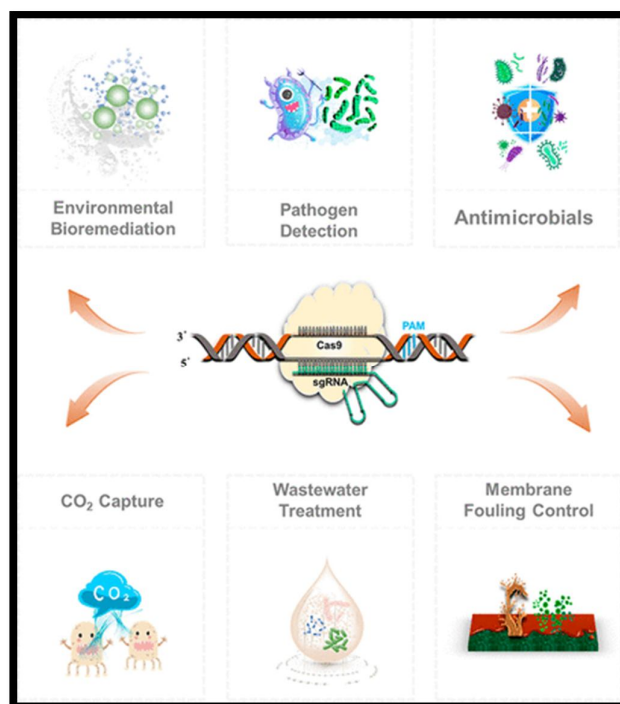 Environmental
Bioremediation
Pathogen
Detection
Antimicrobials
3'
5'
PAM
Cas9
sgRNA
CO₂ Capture
Wastewater
Treatment
Membrane
Fouling Control
CO₂